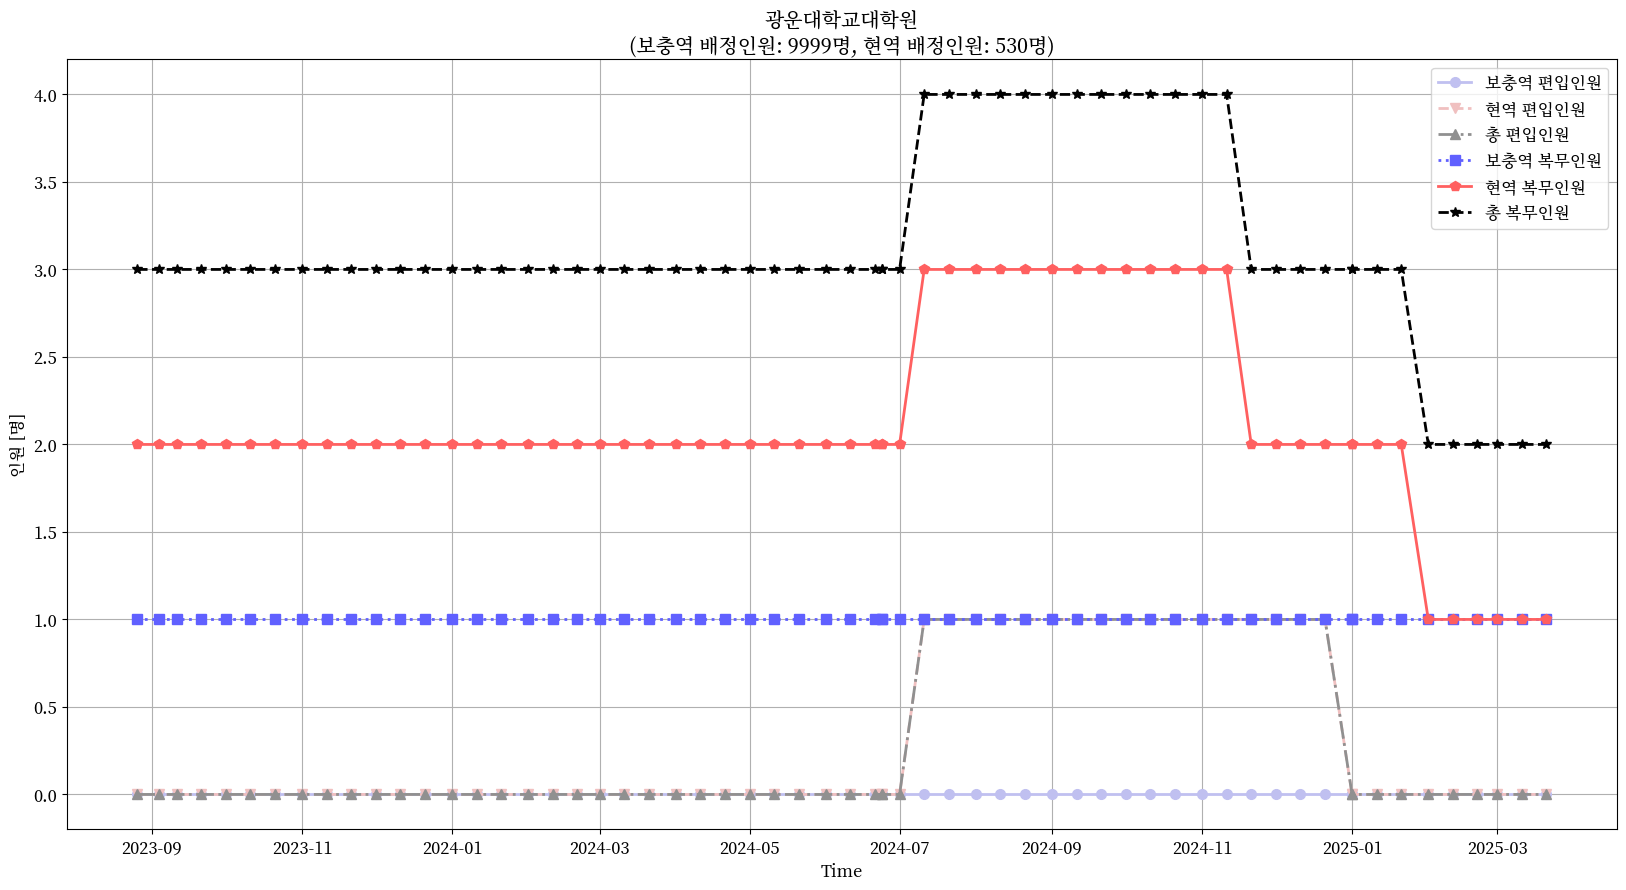 광운대학교대학원
(보충역 배정인원: 9999명, 현역 배정인원: 530명)
보충역 편입인원
현역 편입인원
총 편입인원
보충역 복무인원
현역 복무인원
총 복무인원
4.0
3.5
3.0
2.5
2.0
1.5
1.0
0.5
0.0
인원 [명]
2023-09 2023-11 2024-01 2024-03 2024-05 2024-07 2024-09 2024-11 2025-01 2025-03
Time